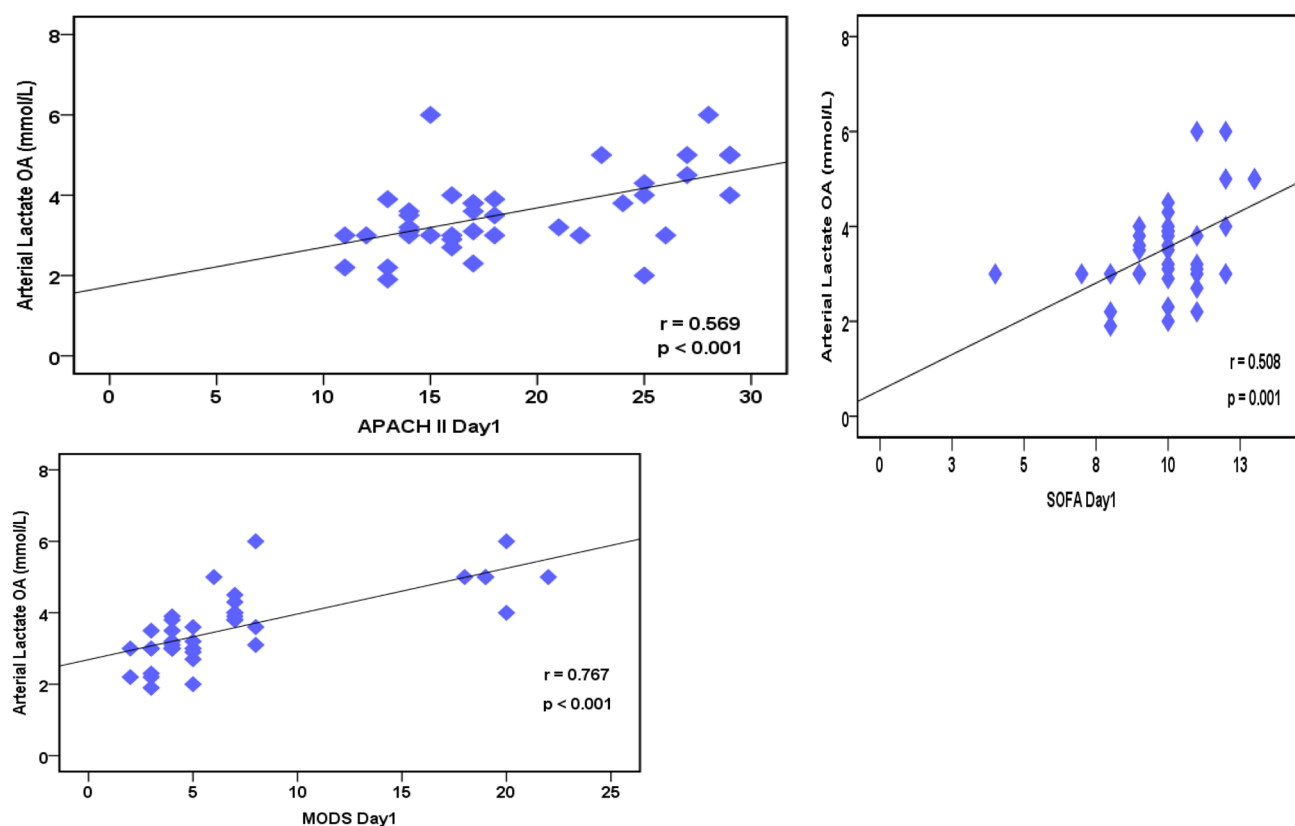 Arterial Lactate OA (mmol/L)
8
6
4
2
0
r = 0.569
p < 0.001
0 5 10 15 20 25 30
APACH II Day1
Arterial Lactate OA (mmol/L)
8
6
4
2
0
r = 0.508
p = 0.001
0 3 5 8 10 13
SOFA Day1
Arterial Lactate OA (mmol/L)
8
6
4
2
0
r = 0.767
p < 0.001
0 5 10 15 20 25
MODS Day1